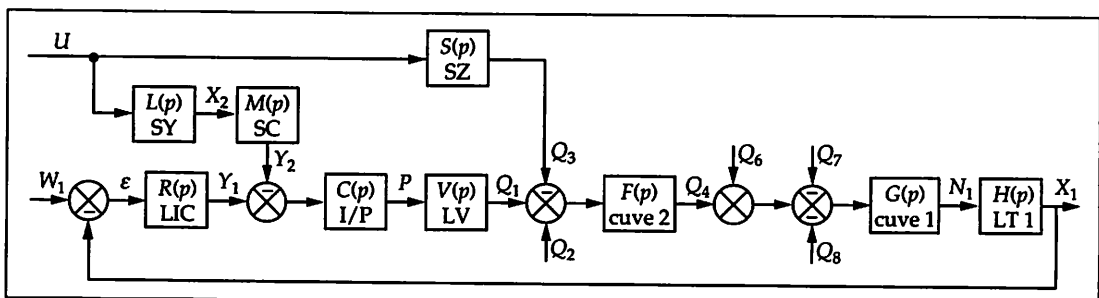 U
S(p)
SZ
L(p)
SY
X2
M(p)
SC
Y2
Q3
Q6
Q7
W1
ε
R(p)
LIC
Y1
C(p)
I/P
P
V(p)
LV
Q1
F(p)
cuve 2
Q4
G(p)
cuve 1
N1
H(p)
LT 1
X1
Q2
Q8